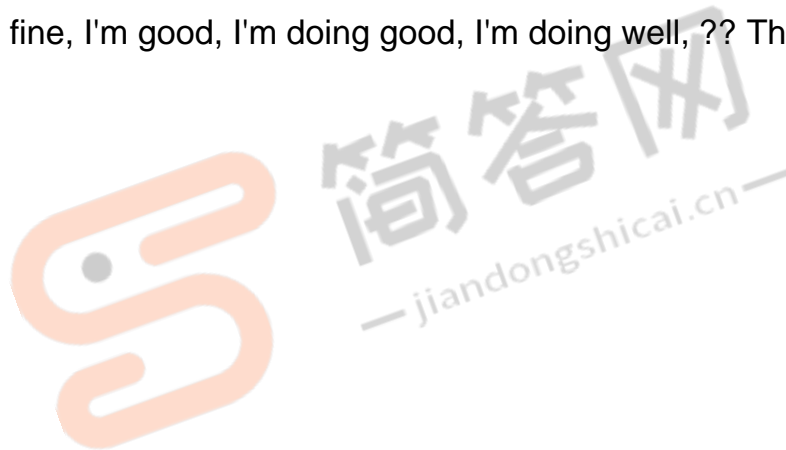 fine, I'm good, I'm doing good, I'm doing well, ?? Th
简答网
jiandongshicai.cn